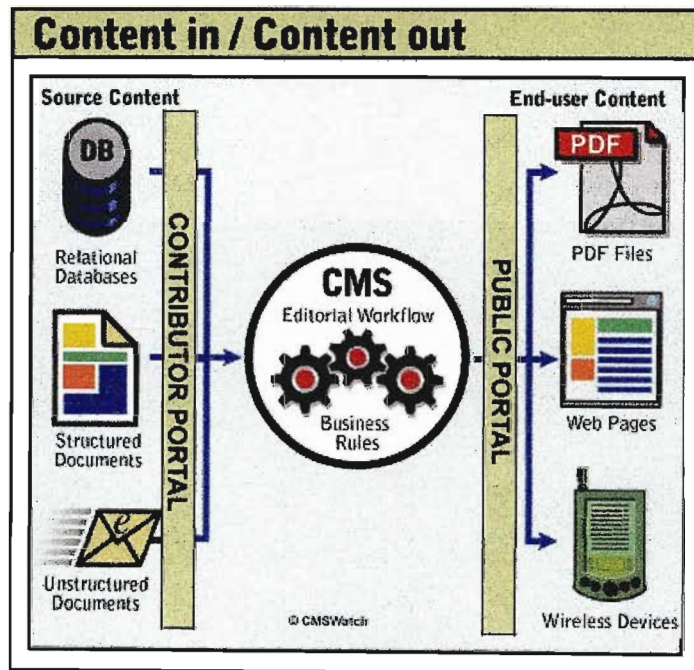 Content in / Content out
Source Content
DB
Relational
Databases
Structured
Documents
e
Unstructured
Documents
CONTRIBUTOR PORTAL
CMS
Editorial Workflow
Business
Rules
PUBLIC PORTAL
End-user Content
PDF
PDF Files
Web Pages
Wireless Devices
© CMSWatch